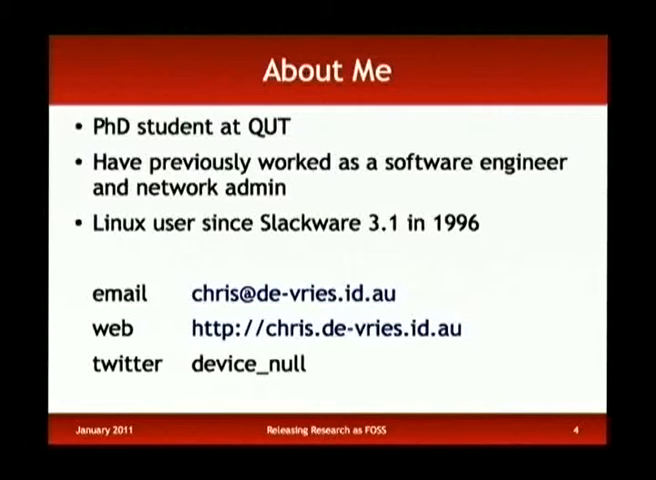 About Me
• PhD student at QUT
• Have previously worked as a software engineer
and network admin
• Linux user since Slackware 3.1 in 1996
email chris@de-vries.id.au
web http://chris.de-vries.id.au
twitter device_null
January 2011 Releasing Research as FOSS 4